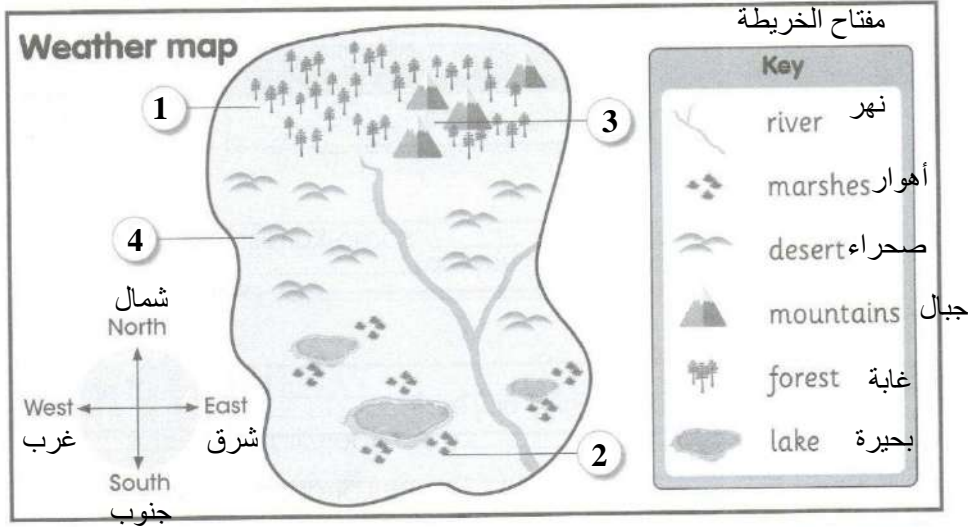 مفتاح الخريطة
Weather map
Key
1
3
4
2
river نهر
marshes أهوار
desert صحراء
mountains جبال
forest غابة
lake بحيرة
شمال
North
West East
غرب شرق
South
جنوب